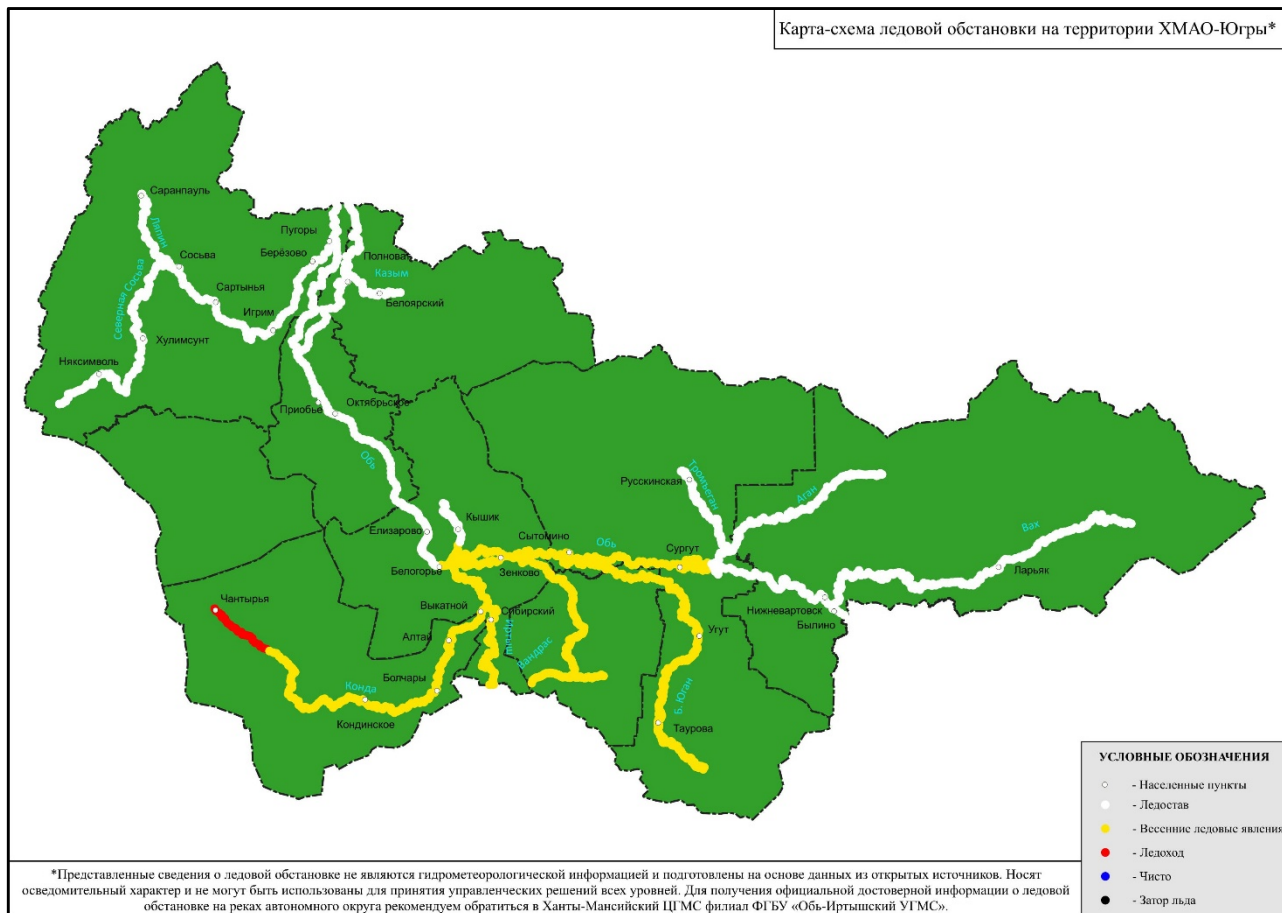 Карта-схема ледовой обстановки на территории ХМАО-Югры*
Саранпауль
Ляпин
Сосьва
Сартынья
Северная Сосьва
Хулимсунт
Няксимволь
Игрим
Пугоры
Берёзово
Полноват
Казым
Белоярский
Приобье
Октябрьское
Обь
Елизарово
Кышик
Белогорье
Зенково
Сытомино
Обь
Сургут
Русскинская
Тромъеган
Аган
Вах
Ларьяк
Нижневартовск
Былино
Чантырья
Выкатной
Сибирский
Алтай
Болчары
Конда
Кондинское
Вандрас
Угут
Б. Юган
Таурова
УСЛОВНЫЕ ОБОЗНАЧЕНИЯ
- Населенные пункты
- Ледостав
- Весенние ледовые явления
- Ледоход
- Чисто
- Затор льда
*Представленные сведения о ледовой обстановке не являются гидрометеорологической информацией и подготовлены на основе данных из открытых источников. Носят
осведомительный характер и не могут быть использованы для принятия управленческих решений всех уровней. Для получения официальной достоверной информации о ледовой
обстановке на реках автономного округа рекомендуем обратиться в Ханты-Мансийский ЦГМС филиал ФГБУ «Обь-Иртышский УГМС».